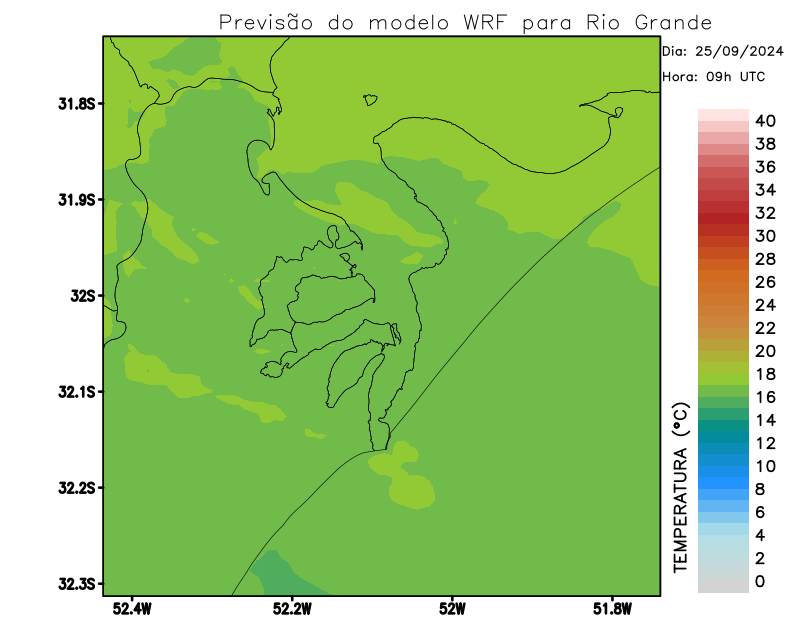 Previsão do modelo WRF para Rio Grande
Dia: 25/09/2024
Hora: 09h UTC
31.8S
31.9S
32S
32.1S
32.2S
32.3S
52.4W
52.2W
52W
51.8W
TEMPERATURA (°C)
40
38
36
34
32
30
28
26
24
22
20
18
16
14
12
10
8
6
4
2
0